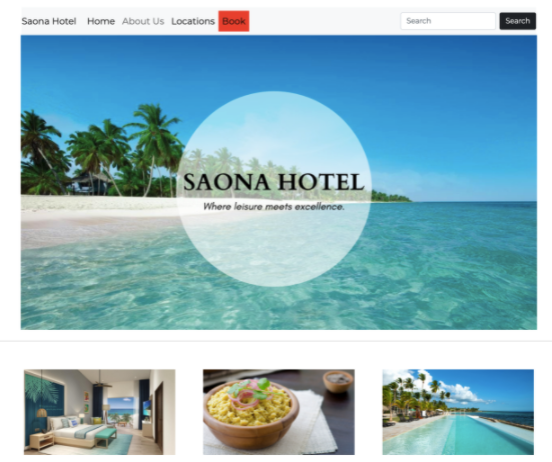 Saona Hotel Home About Us Locations Book Search Search
SAONA HOTEL
Where leisure meets excellence.